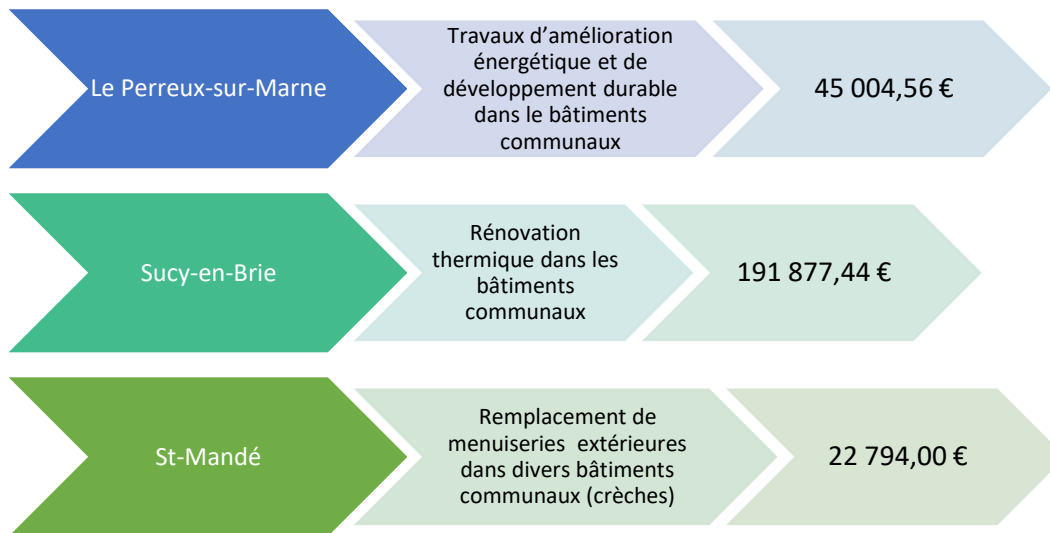 Le Perreux-sur-Marne
Travaux d’amélioration
énergétique et de
développement durable
dans le bâtiments
communaux
45 004,56 €
Sucy-en-Brie
Rénovation
thermique dans les
bâtiments
communaux
191 877,44 €
St-Mandé
Remplacement de
menuiseries extérieures
dans divers bâtiments
communaux (crèches)
22 794,00 €